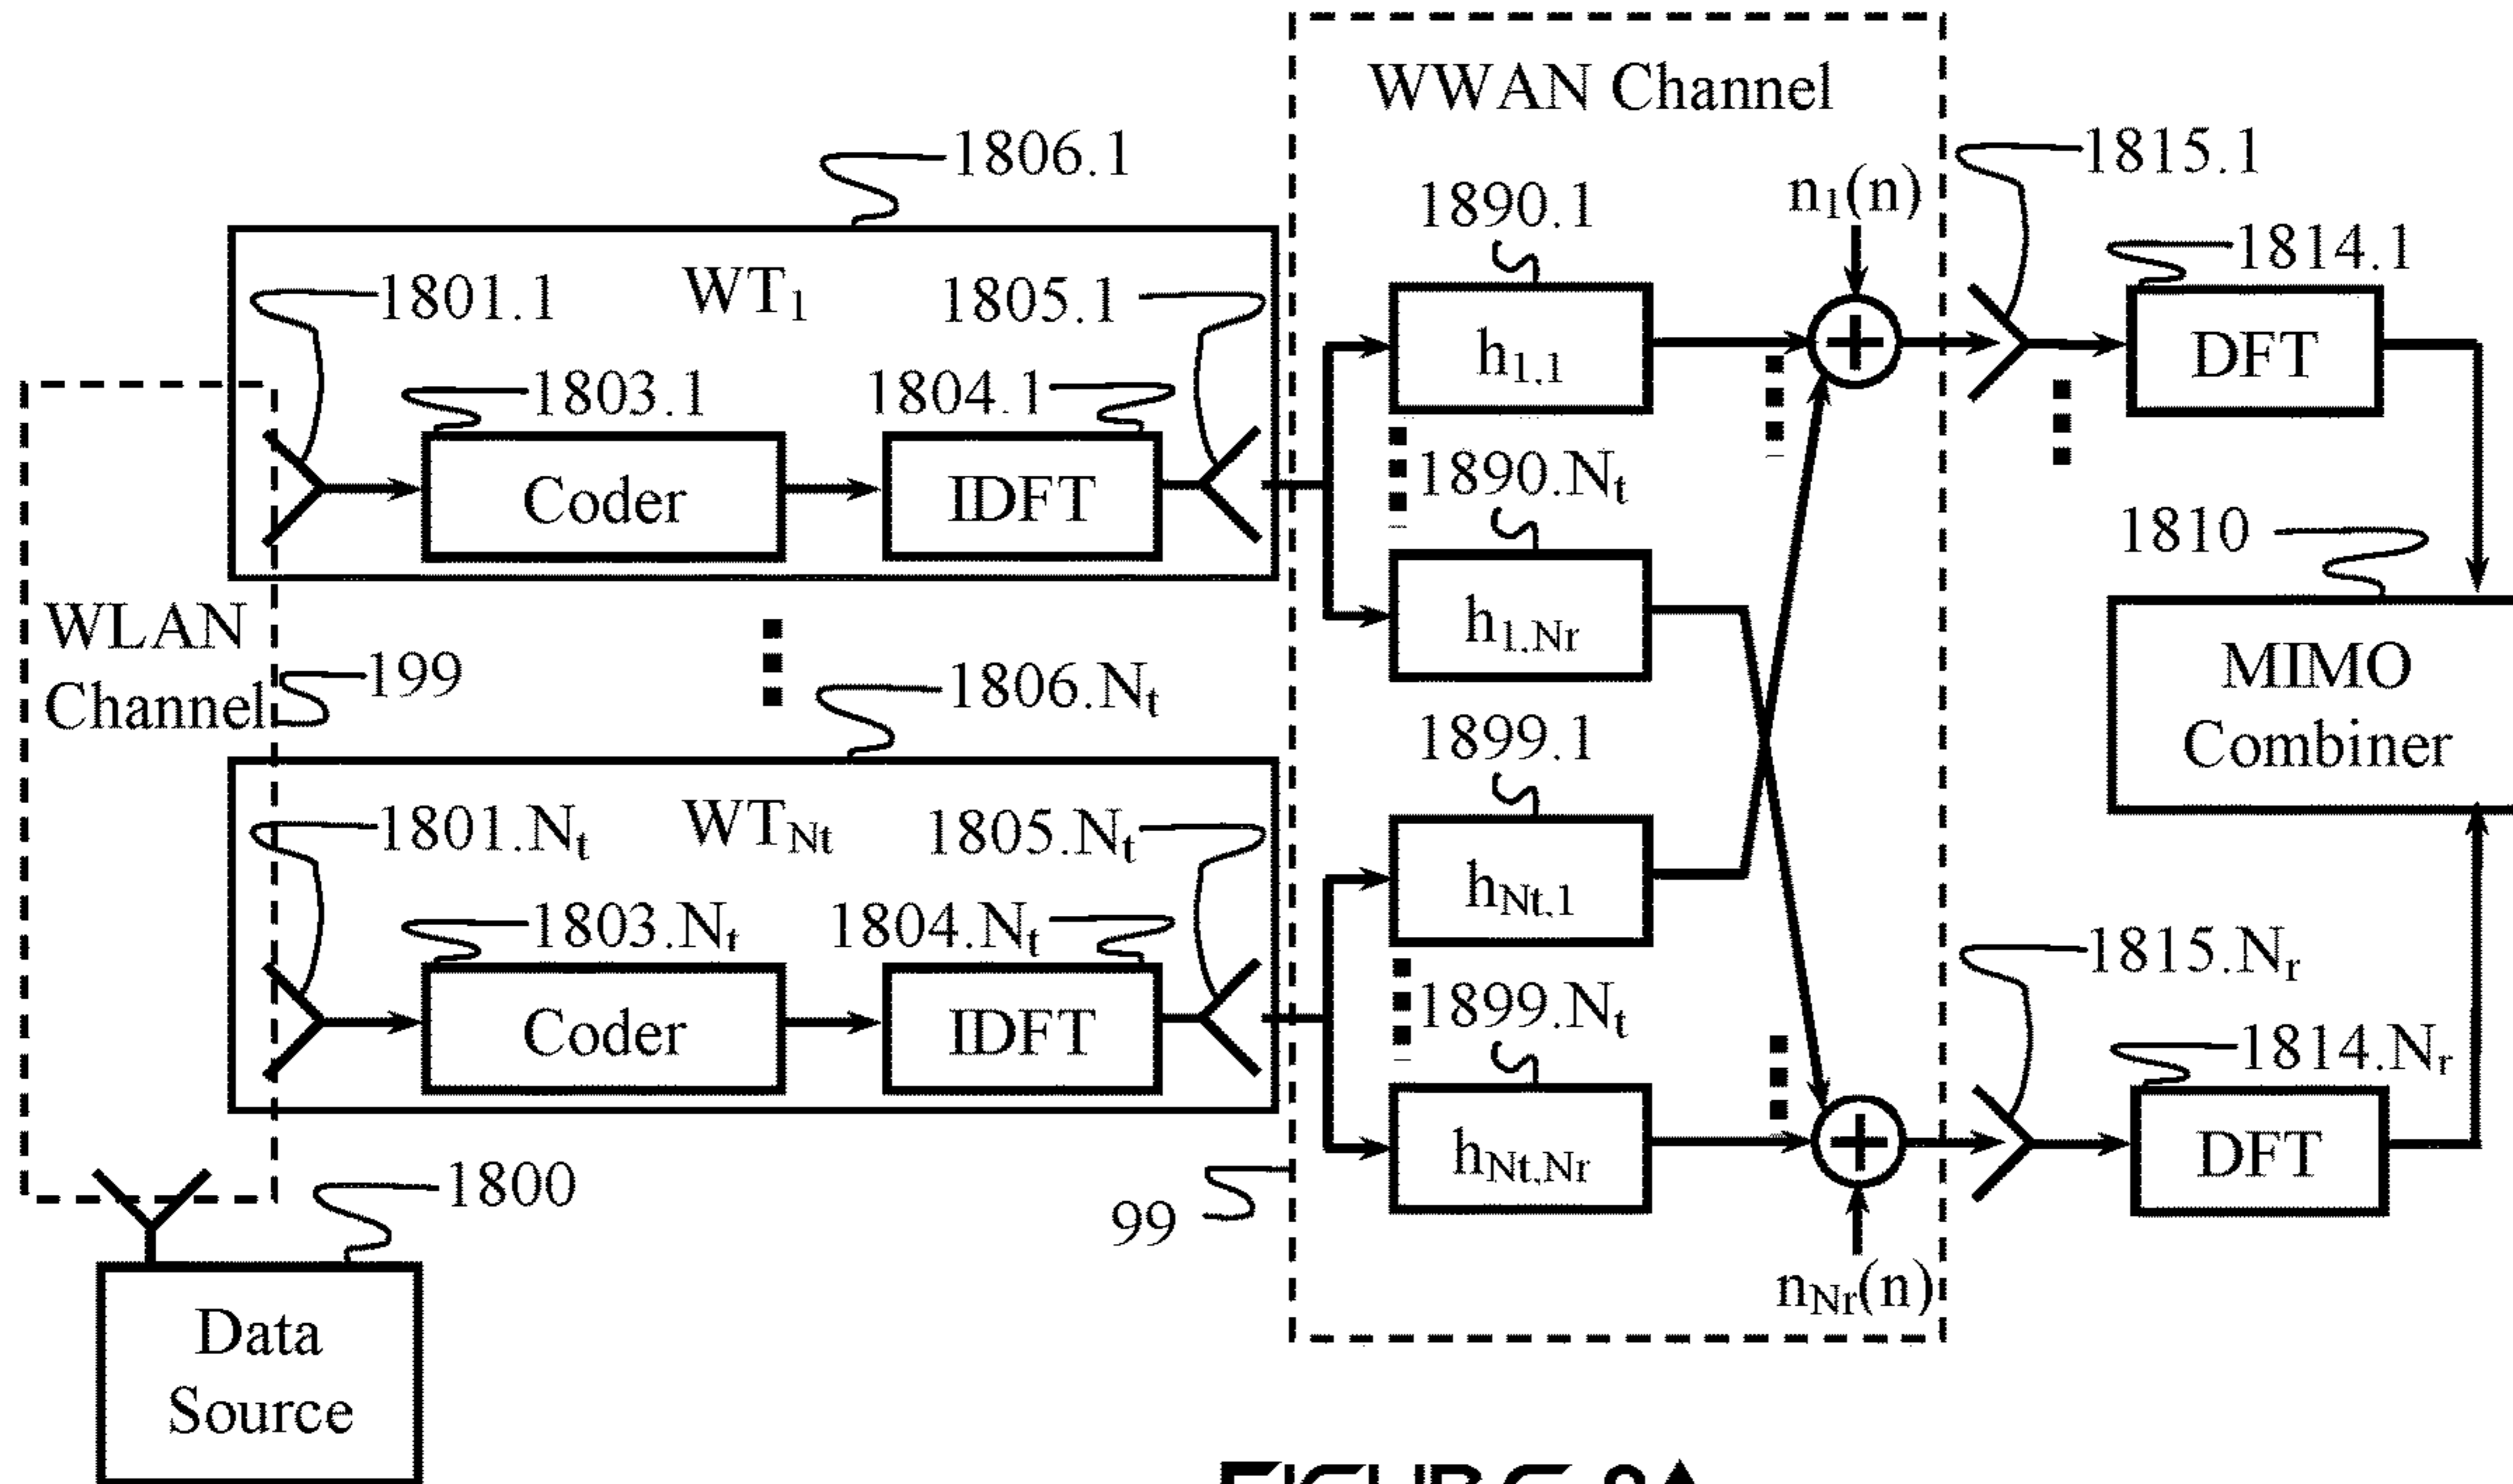 WWAN Channel
1806.1
1815.1
n1(n)
1890.1
1814.1
WT1
1801.1
1805.1
h1,1
DFT
1803.1
1804.1
Coder
IDFT
1890.Nt
1810
h1,Nr
WLAN
Channel
199
MIMO
Combiner
1806.Nt
1899.1
WTNt
1801.Nt
1805.Nt
hNt,1
1803.Nt
1804.Nt
1815.Nr
Coder
IDFT
1899.Nt
1814.Nr
hNt,Nr
DFT
1800
99
nNr(n)
Data
Source
FIGURE 9A